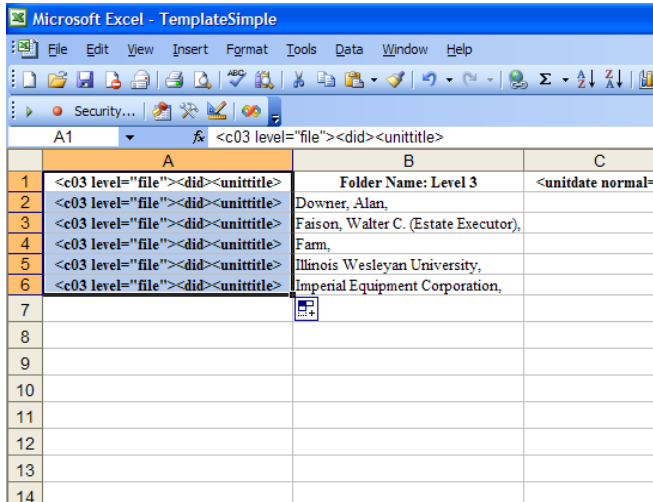 Microsoft Excel - TemplateSimple
File Edit View Insert Format Tools Data Window Help
ABC Σ A Z Z A
Security...
A1 fx <c03 level="file"><did><unittitle>
A B C
1 <c03 level="file"><did><unittitle> Folder Name: Level 3 <unitdate normal=
2 <c03 level="file"><did><unittitle> Downer, Alan,
3 <c03 level="file"><did><unittitle> Faison, Walter C. (Estate Executor),
4 <c03 level="file"><did><unittitle> Farm,
5 <c03 level="file"><did><unittitle> Illinois Wesleyan University,
6 <c03 level="file"><did><unittitle> Imperial Equipment Corporation,
7
8
9
10
11
12
13
14